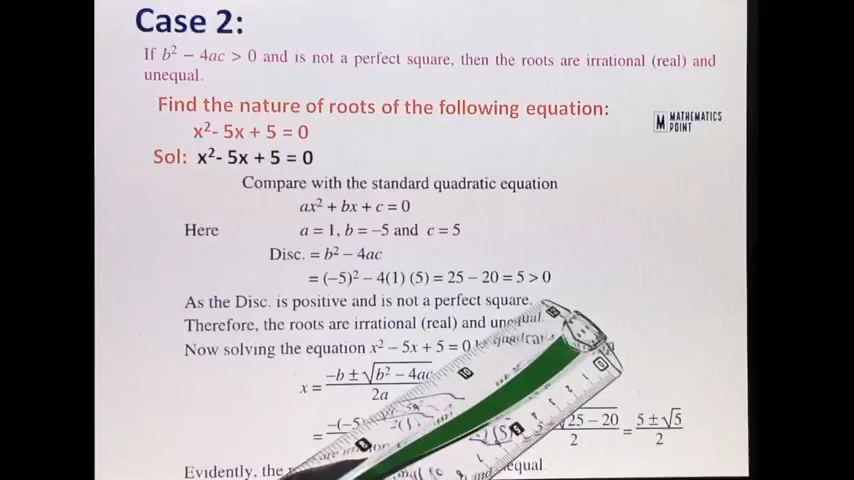 Case 2:
If b² − 4ac > 0 and is not a perfect square, then the roots are irrational (real) and
unequal.
Find the nature of roots of the following equation:
x²- 5x + 5 = 0
MATHEMATICS
POINT
Sol: x²- 5x + 5 = 0
Compare with the standard quadratic equation
ax² + bx + c = 0
Here a = 1, b = −5 and c = 5
Disc. = b² − 4ac
= (−5)² − 4(1) (5) = 25 − 20 = 5 > 0
As the Disc. is positive and is not a perfect square.
Therefore, the roots are irrational (real) and unequal.
Now solving the equation x² − 5x + 5 = 0
x = (−b ± √(b² − 4ac)) / 2a
= −(−5) √(25 − 20) / 2 = (5 ± √5) / 2
Evidently, the